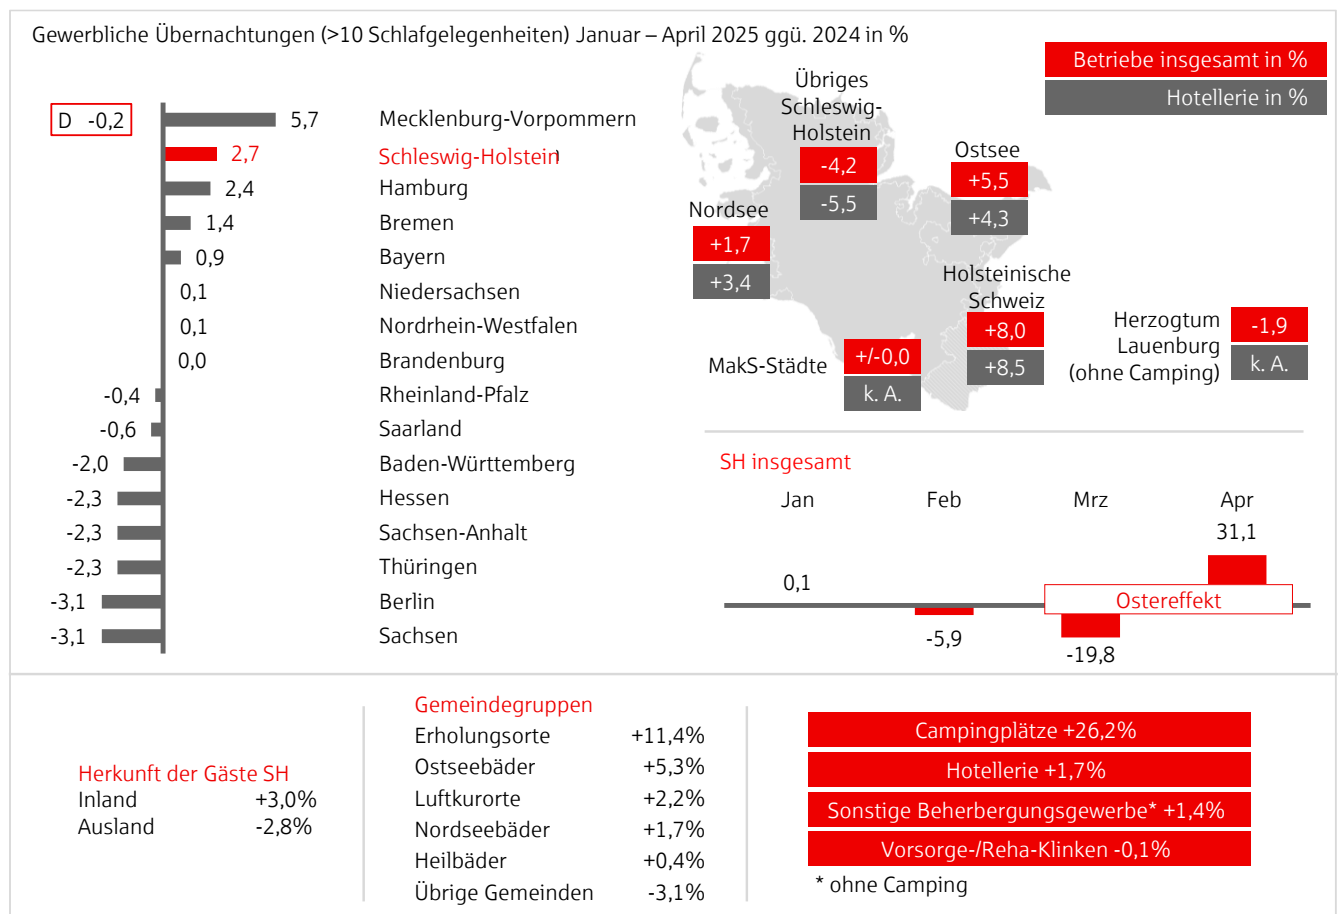 Gewerbliche Übernachtungen (>10 Schlafgelegenheiten) Januar – April 2025 ggü. 2024 in %
Betriebe insgesamt in %
Hotellerie in %
D -0,2
5,7 Mecklenburg-Vorpommern
2,7 Schleswig-Holstein
2,4 Hamburg
1,4 Bremen
0,9 Bayern
0,1 Niedersachsen
0,1 Nordrhein-Westfalen
0,0 Brandenburg
-0,4 Rheinland-Pfalz
-0,6 Saarland
-2,0 Baden-Württemberg
-2,3 Hessen
-2,3 Sachsen-Anhalt
-2,3 Thüringen
-3,1 Berlin
-3,1 Sachsen
Übriges
Schleswig-
Holstein
-4,2
-5,5
Ostsee
+5,5
+4,3
Nordsee
+1,7
+3,4
Holsteinische
Schweiz
+8,0
+8,5
MakS-Städte
+/-0,0
k. A.
Herzogtum
Lauenburg
(ohne Camping)
-1,9
k. A.
SH insgesamt
Jan Feb Mrz Apr
31,1
0,1
Ostereffekt
-5,9
-19,8
Herkunft der Gäste SH
Inland +3,0%
Ausland -2,8%
Gemeindegruppen
Erholungsorte +11,4%
Ostseebäder +5,3%
Luftkurorte +2,2%
Nordseebäder +1,7%
Heilbäder +0,4%
Übrige Gemeinden -3,1%
Campingplätze +26,2%
Hotellerie +1,7%
Sonstige Beherbergungsgewerbe* +1,4%
Vorsorge-/Reha-Klinken -0,1%
* ohne Camping